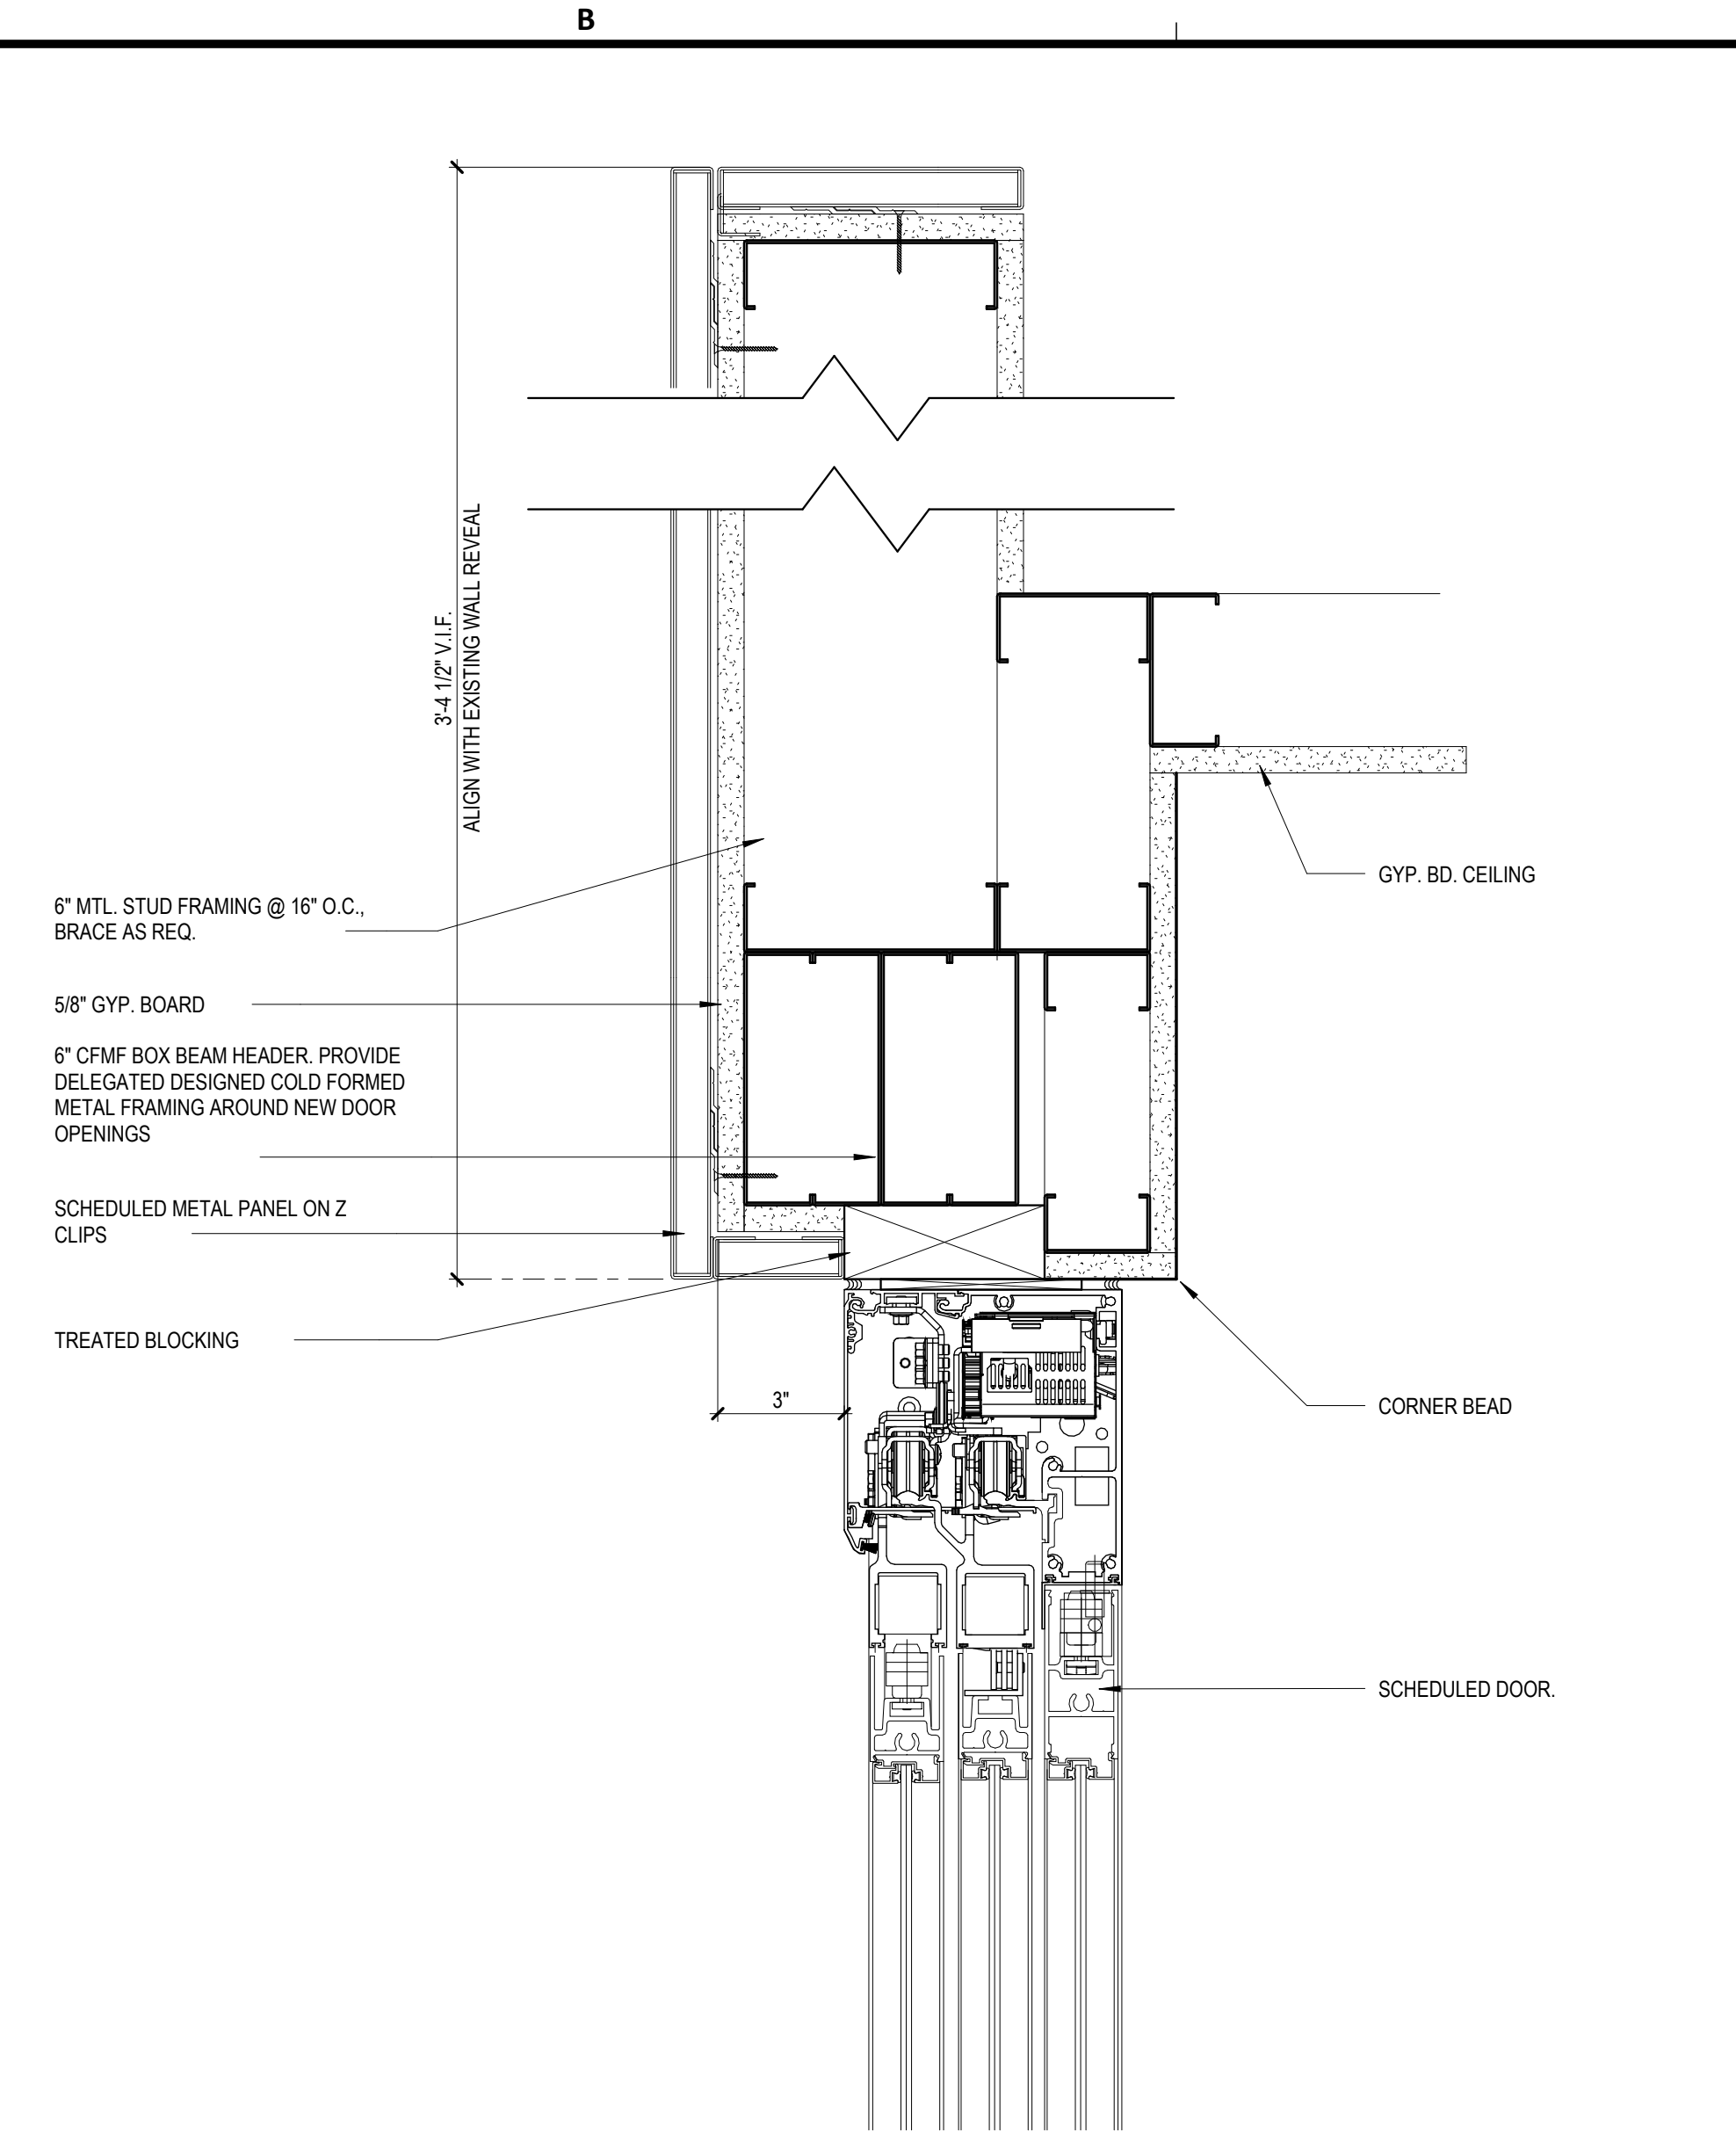 B
3'-4 1/2" V.I.F.
ALIGN WITH EXISTING WALL REVEAL
GYP. BD. CEILING
6" MTL. STUD FRAMING @ 16" O.C.,
BRACE AS REQ.
5/8" GYP. BOARD
6" CFMF BOX BEAM HEADER. PROVIDE
DELEGATED DESIGNED COLD FORMED
METAL FRAMING AROUND NEW DOOR
OPENINGS
SCHEDULED METAL PANEL ON Z
CLIPS
TREATED BLOCKING
3"
CORNER BEAD
SCHEDULED DOOR.